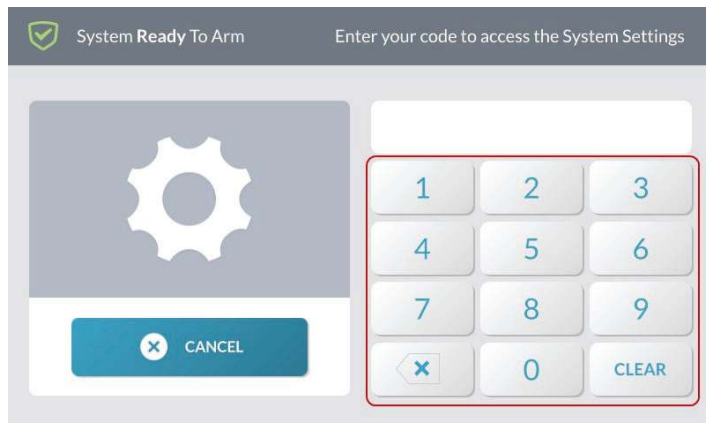 System Ready To Arm
Enter your code to access the System Settings
1 2 3
4 5 6
7 8 9
0 CLEAR
CANCEL